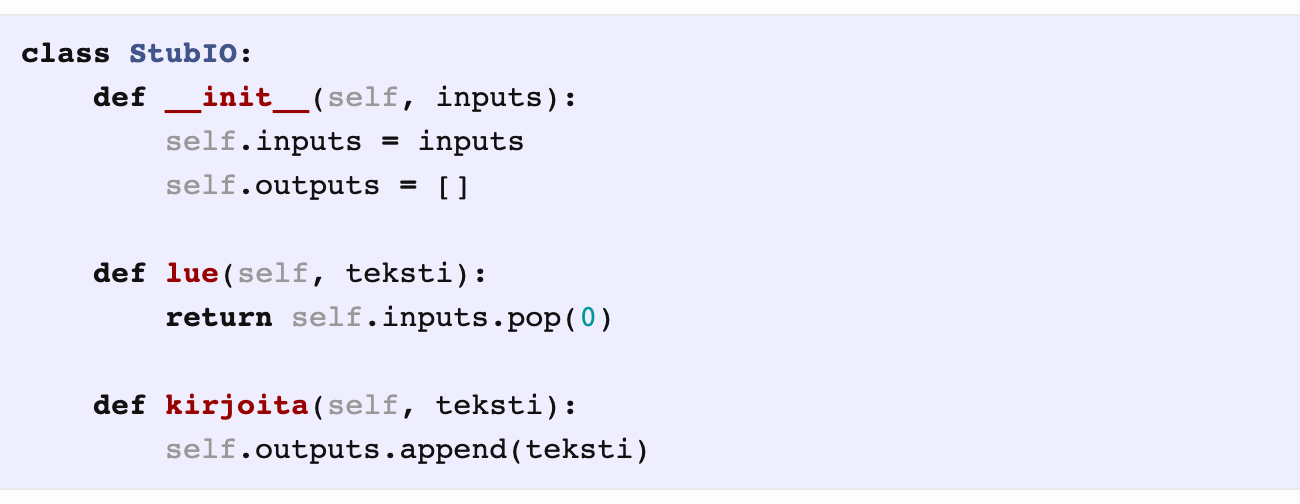 class StubIO:
    def __init__(self, inputs):
        self.inputs = inputs
        self.outputs = []

    def lue(self, teksti):
        return self.inputs.pop(0)

    def kirjoita(self, teksti):
        self.outputs.append(teksti)